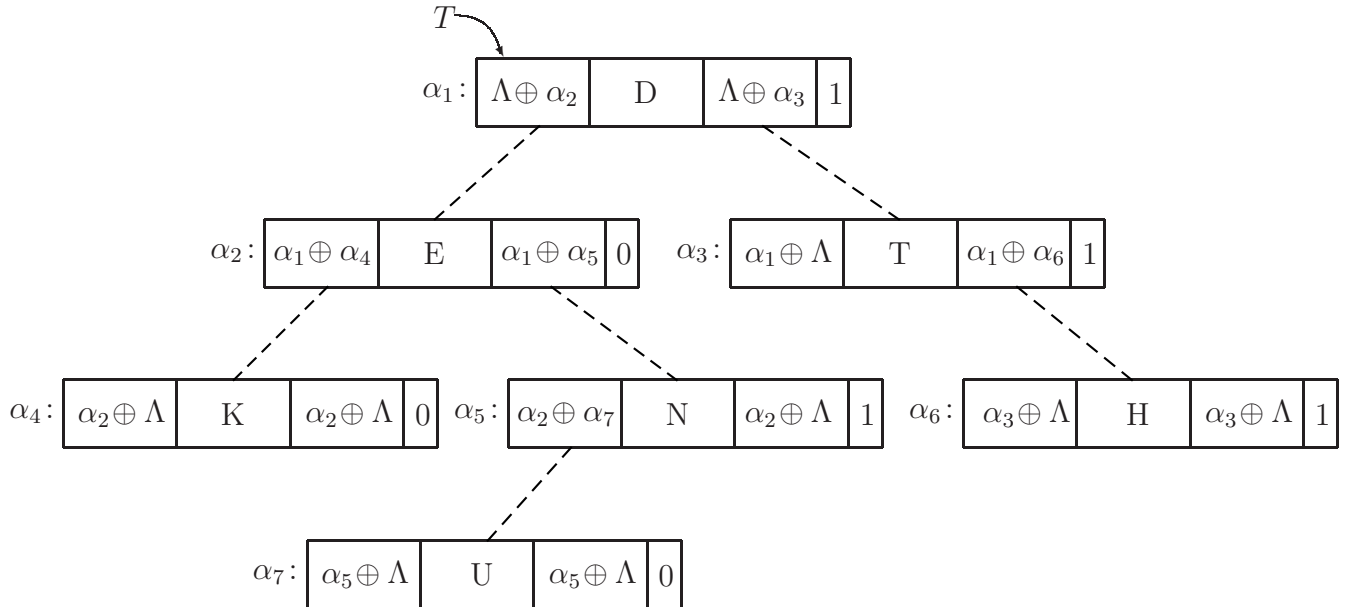 T
α₁: Λ⊕ α₂ D Λ⊕ α₃ 1
α₂: α₁⊕ α₄ E α₁⊕ α₅ 0 α₃: α₁⊕ Λ T α₁⊕ α₆ 1
α₄: α₂⊕ Λ K α₂⊕ Λ 0 α₅: α₂⊕ α₇ N α₂⊕ Λ 1 α₆: α₃⊕ Λ H α₃⊕ Λ 1
α₇: α₅⊕ Λ U α₅⊕ Λ 0